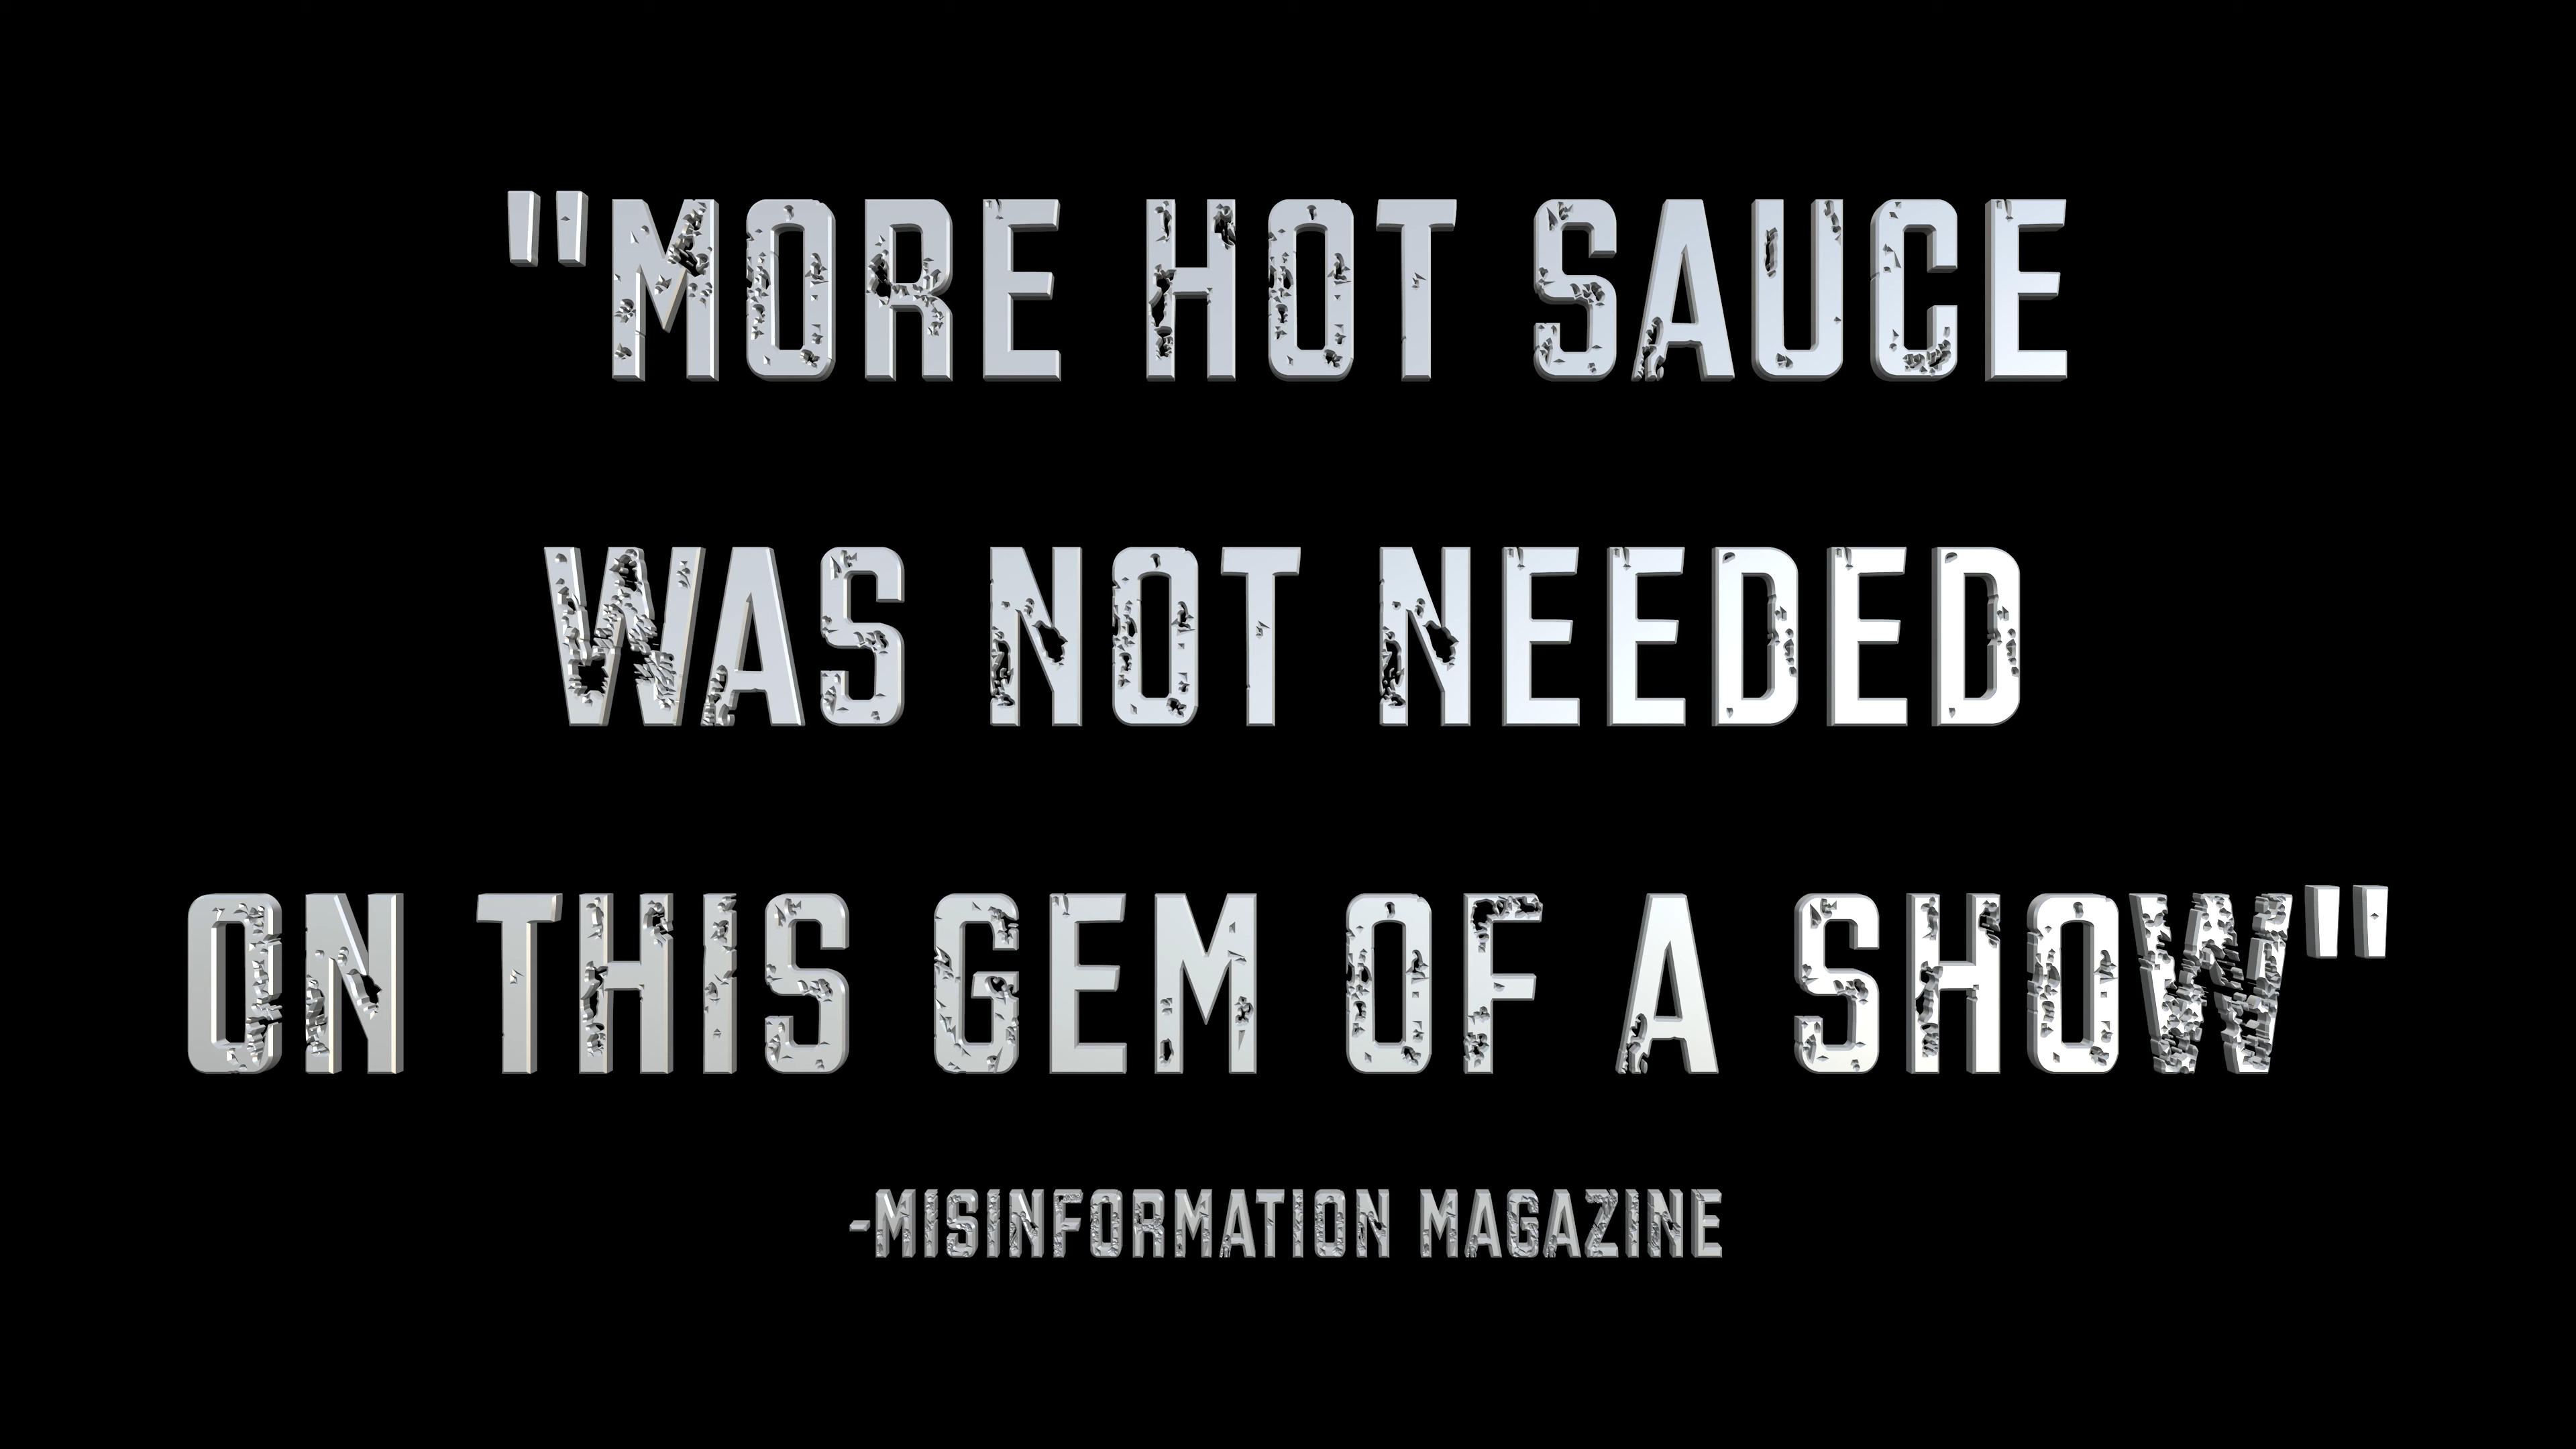 "MORE HOT SAUCE
WAS NOT NEEDED
ON THIS GEM OF A SHOW"
-MISINFORMATION MAGAZINE